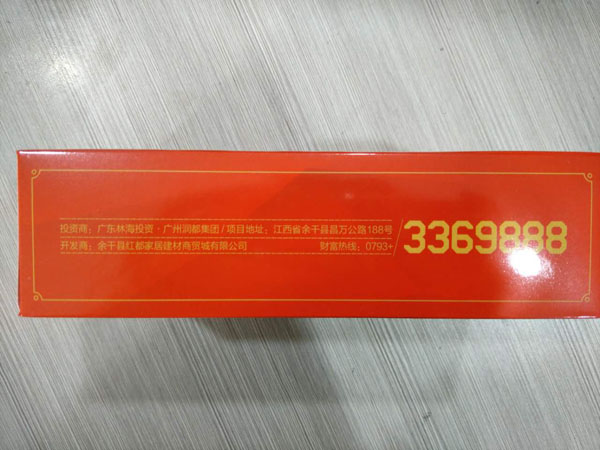 投资商：广东林海投资·广州润都集团/项目地址：江西省余干县昌万公路188号
开发商：余干县红都家居建材商贸城有限公司 财富热线：0793+/3369888